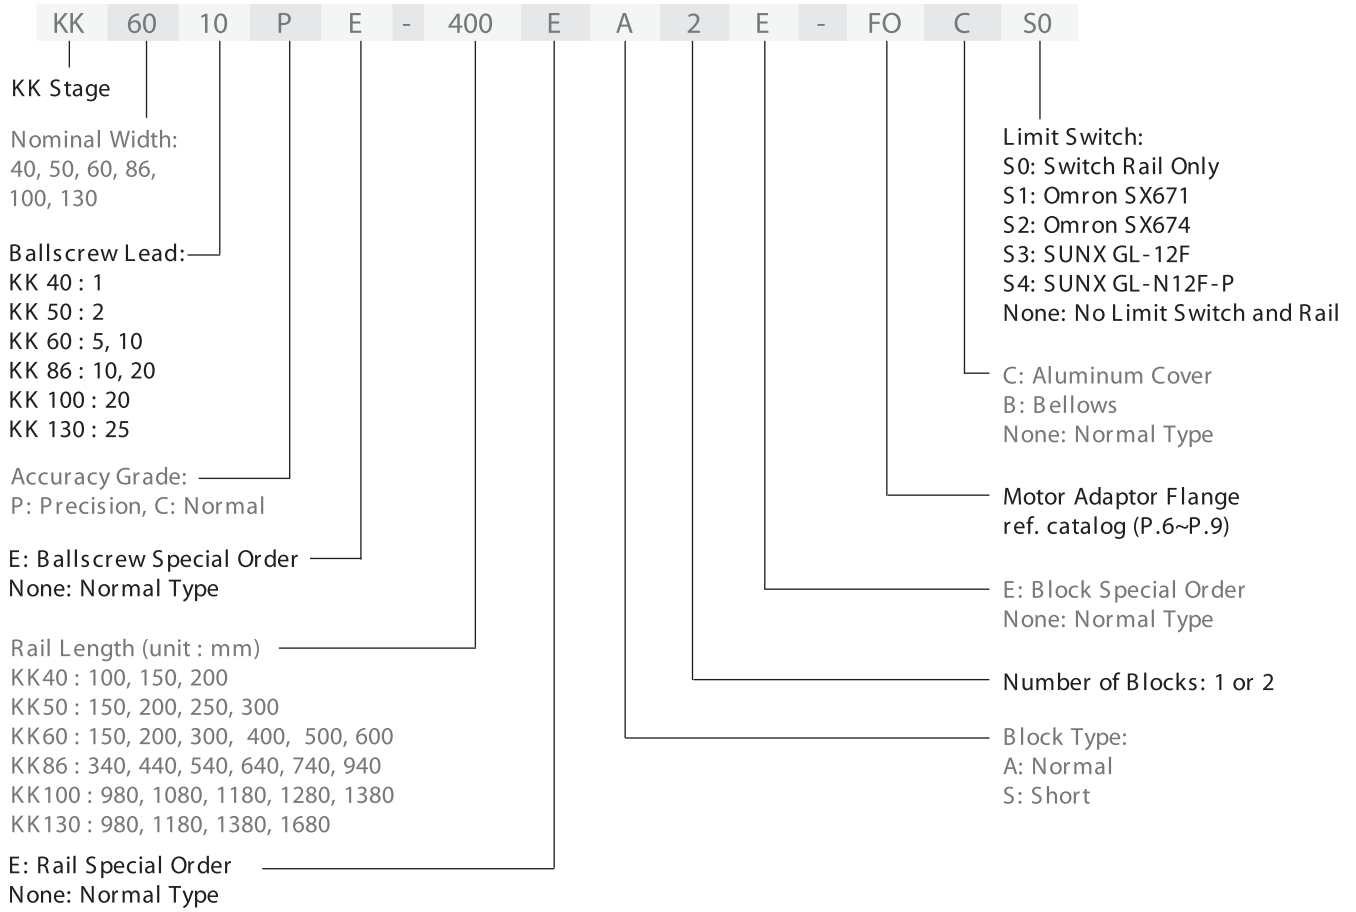 KK 60 10 P E - 400 E A 2 E - FO C S0
KK Stage
Nominal Width:
40, 50, 60, 86,
100, 130
Ballscrew Lead:
KK 40 : 1
KK 50 : 2
KK 60 : 5, 10
KK 86 : 10, 20
KK 100 : 20
KK 130 : 25
Accuracy Grade:
P: Precision, C: Normal
E: Ballscrew Special Order
None: Normal Type
Rail Length (unit : mm)
KK40 : 100, 150, 200
KK50 : 150, 200, 250, 300
KK60 : 150, 200, 300, 400, 500, 600
KK86 : 340, 440, 540, 640, 740, 940
KK100 : 980, 1080, 1180, 1280, 1380
KK130 : 980, 1180, 1380, 1680
E: Rail Special Order
None: Normal Type
Limit Switch:
S0: Switch Rail Only
S1: Omron SX671
S2: Omron SX674
S3: SUNX GL-12F
S4: SUNX GL-N12F-P
None: No Limit Switch and Rail
C: Aluminum Cover
B: Bellows
None: Normal Type
Motor Adaptor Flange
ref. catalog (P.6~P.9)
E: Block Special Order
None: Normal Type
Number of Blocks: 1 or 2
Block Type:
A: Normal
S: Short